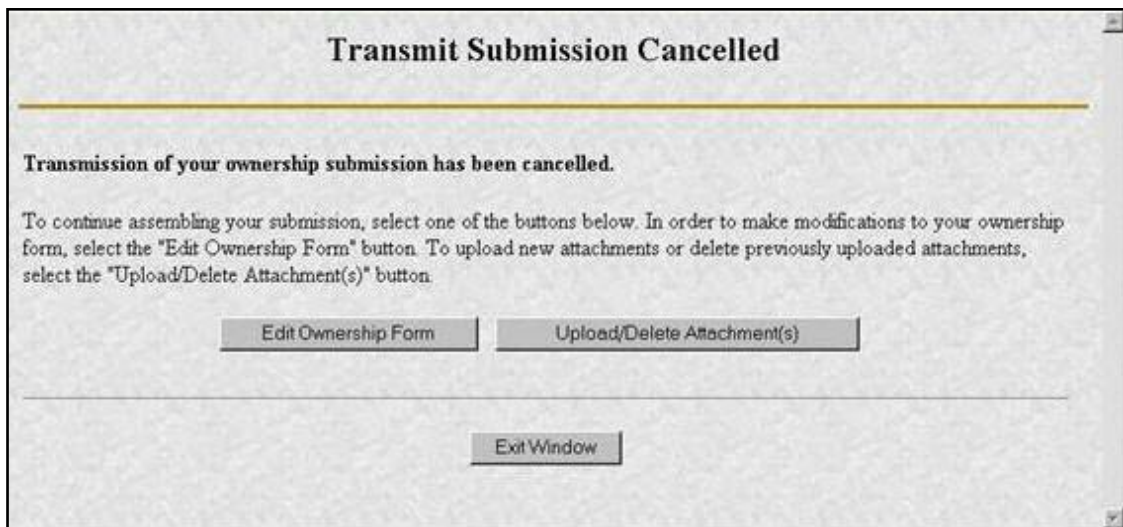 Transmit Submission Cancelled
Transmission of your ownership submission has been cancelled.
To continue assembling your submission, select one of the buttons below. In order to make modifications to your ownership
form, select the "Edit Ownership Form" button. To upload new attachments or delete previously uploaded attachments,
select the "Upload/Delete Attachment(s)" button.
Edit Ownership Form Upload/Delete Attachment(s)
Exit Window